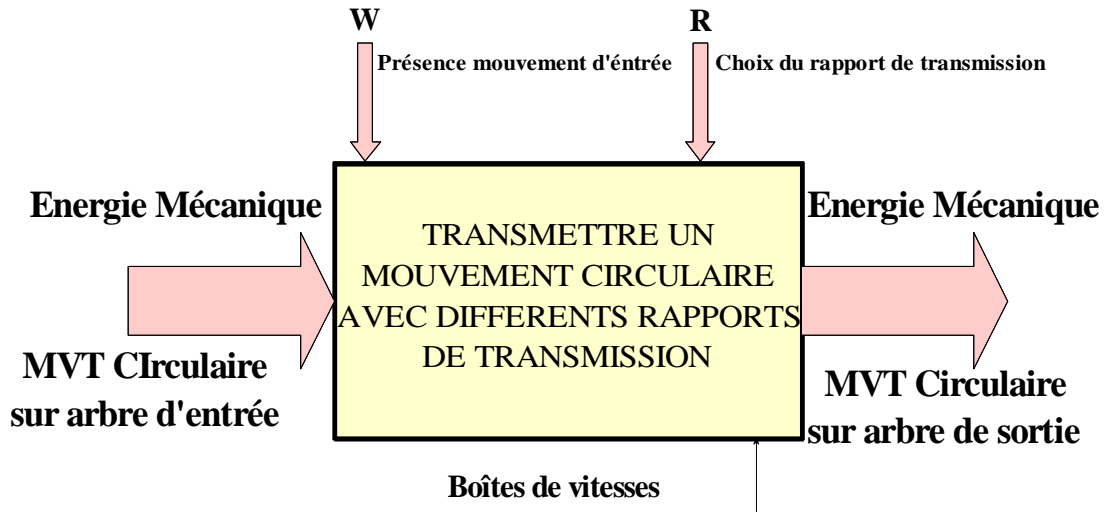 W
R
Présence mouvement d'éntrée
Choix du rapport de transmission
Energie Mécanique
Energie Mécanique
TRANSMETTRE UN
MOUVEMENT CIRCULAIRE
AVEC DIFFERENTS RAPPORTS
DE TRANSMISSION
MVT CIrculaire
sur arbre d'entrée
MVT Circulaire
sur arbre de sortie
Boîtes de vitesses